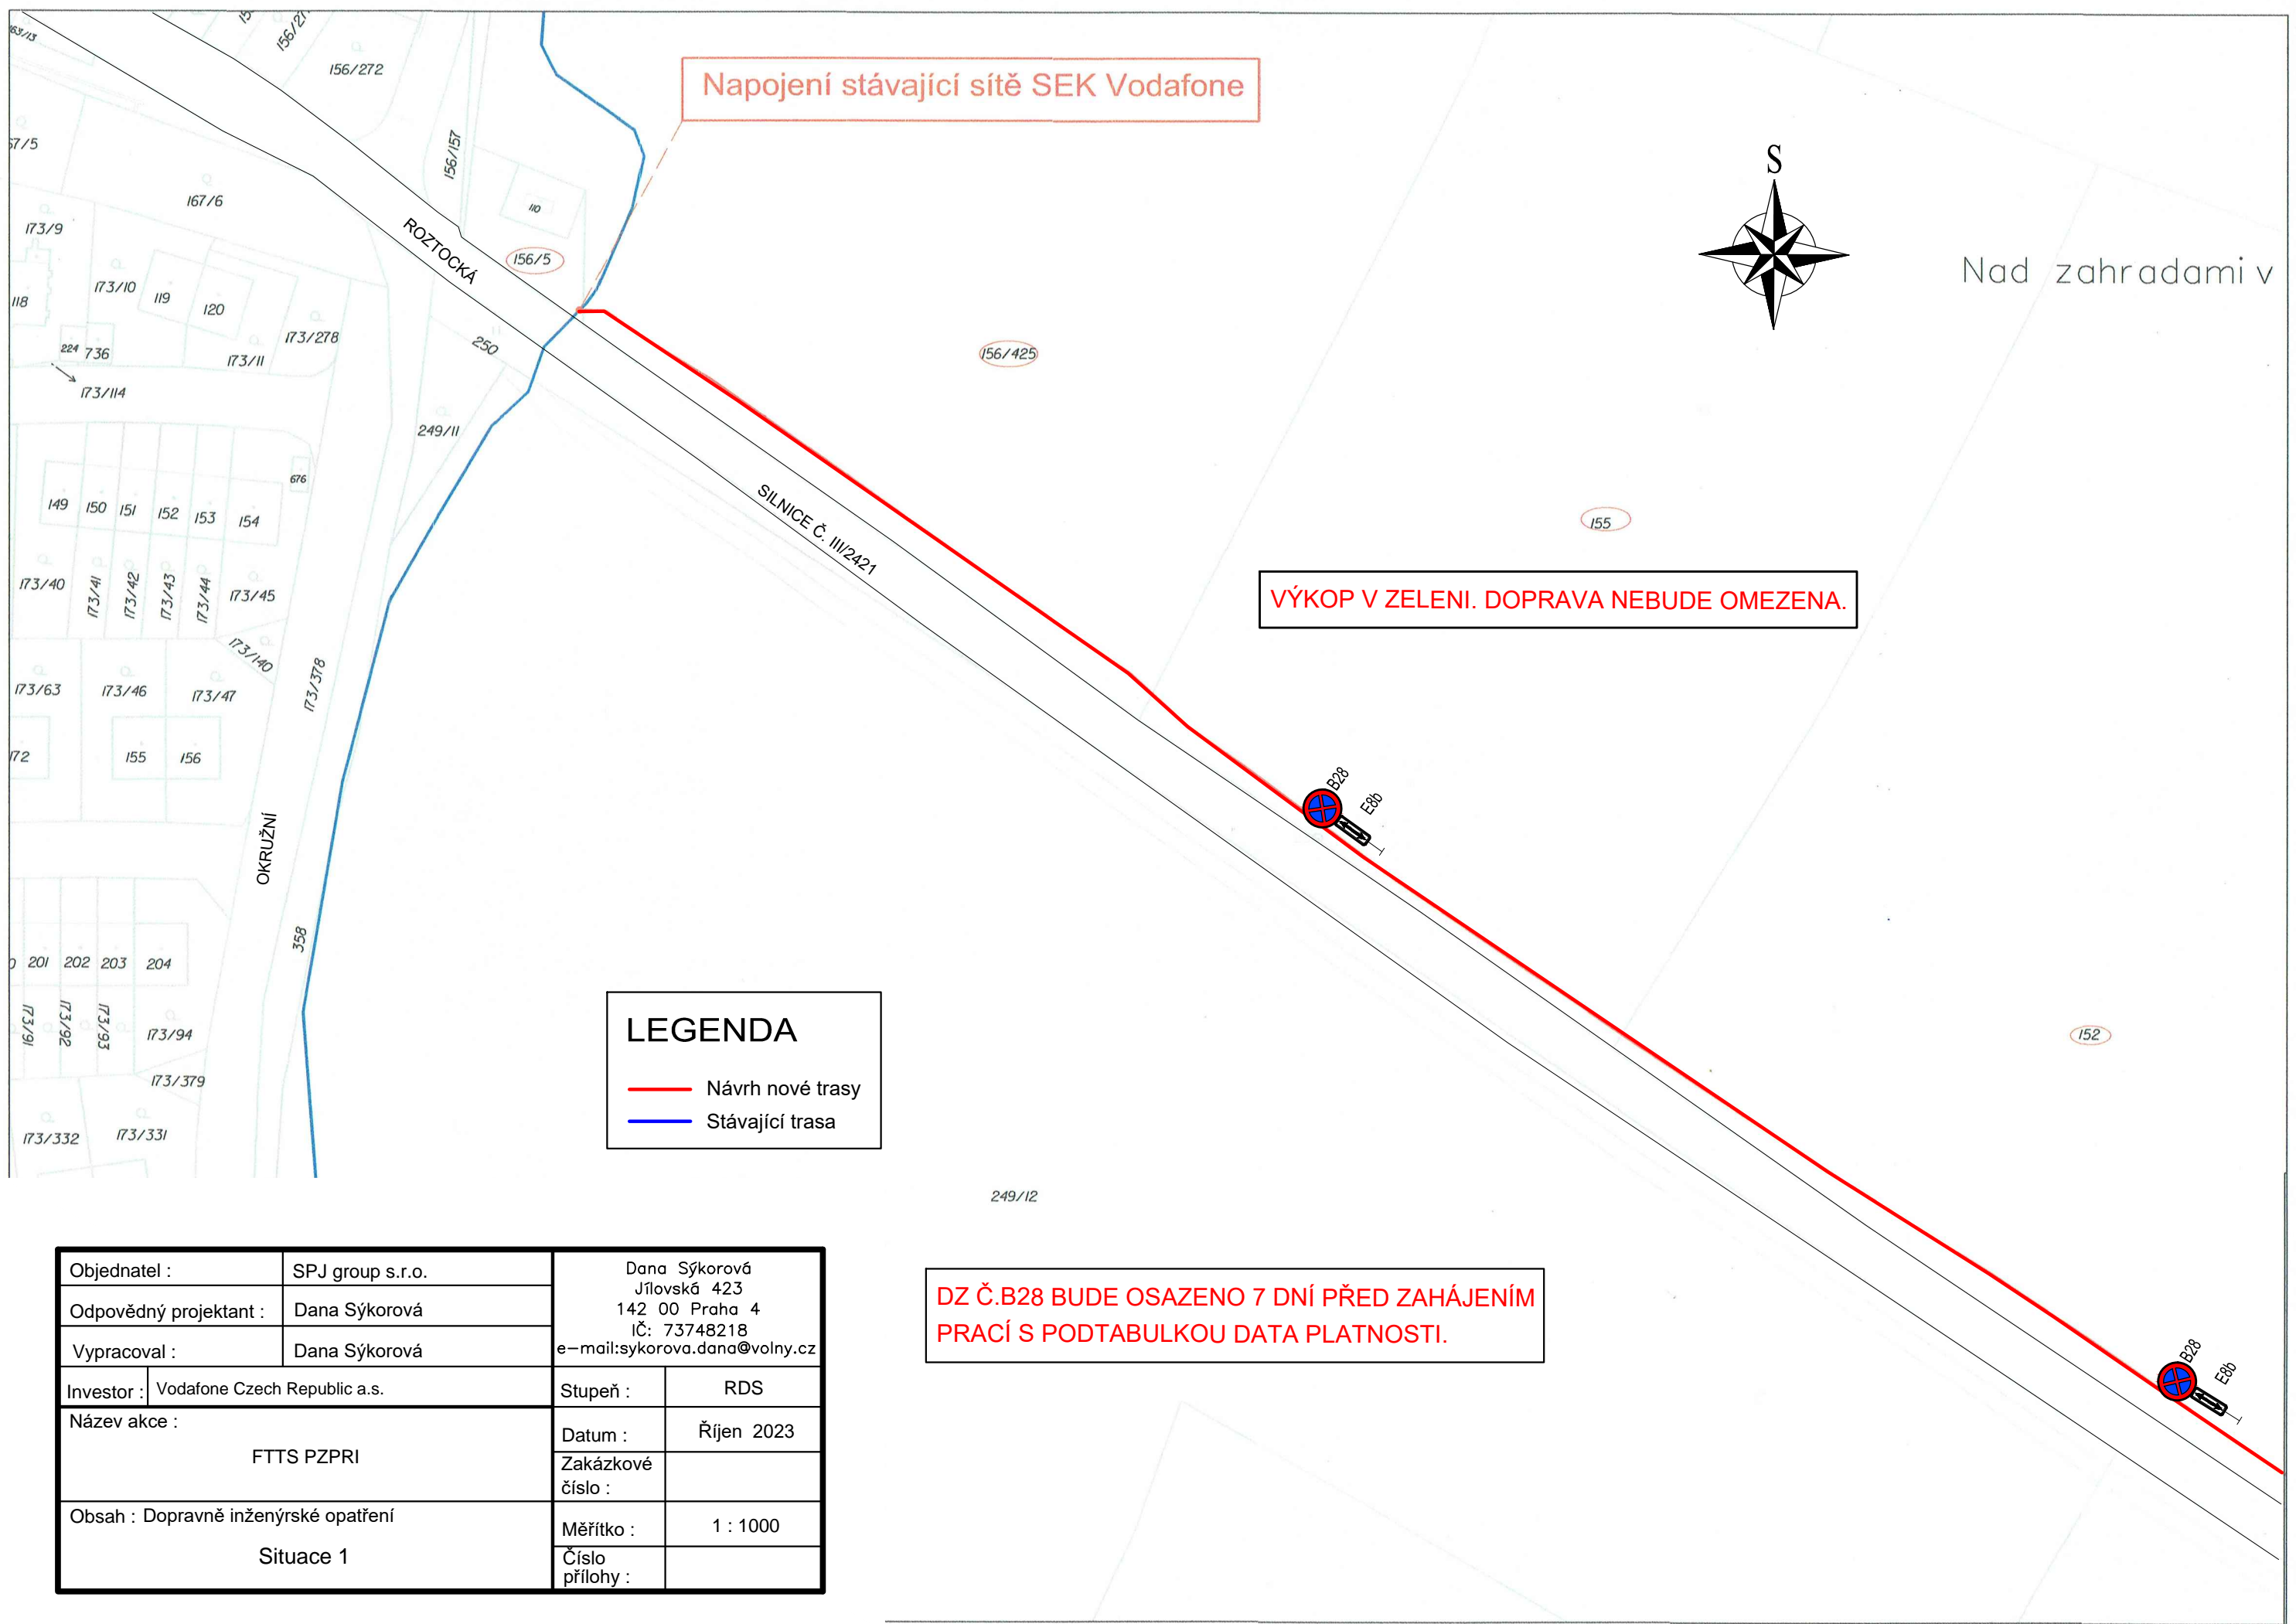 63/13
156/272
Napojení stávající sítě SEK Vodafone
67/5
156/157
S
167/6
110
173/9
ROZTOCKÁ
156/5
Nad zahradami v
173/10
119
118
120
173/278
250
156/425
224 736
173/11
173/114
249/11
676
149 150 151 152 153 154
SILNICE Č. III/2421
155
173/40
173/41
173/42
173/43
173/44
173/45
VÝKOP V ZELENI. DOPRAVA NEBUDE OMEZENA.
173/140
173/63
173/46
173/47
173/378
172
155
156
B28
E8b
OKRUŽNÍ
358
201 202 203 204
173/91
173/92
173/93
173/94
152
173/379
173/332
173/331
LEGENDA
Návrh nové trasy
Stávající trasa
249/12
DZ Č.B28 BUDE OSAZENO 7 DNÍ PŘED ZAHÁJENÍM
PRACÍ S PODTABULKOU DATA PLATNOSTI.
B28
E8b
Objednatel : SPJ group s.r.o.
Odpovědný projektant : Dana Sýkorová
Vypracoval : Dana Sýkorová
Dana Sýkorová
Jílovská 423
142 00 Praha 4
IČ: 73748218
e-mail:sykorova.dana@volny.cz
Investor : Vodafone Czech Republic a.s.
Stupeň : RDS
Název akce :
FTTS PZPRI
Datum : Říjen 2023
Zakázkové
číslo :
Obsah : Dopravně inženýrské opatření
Situace 1
Měřítko : 1 : 1000
Číslo
přílohy :